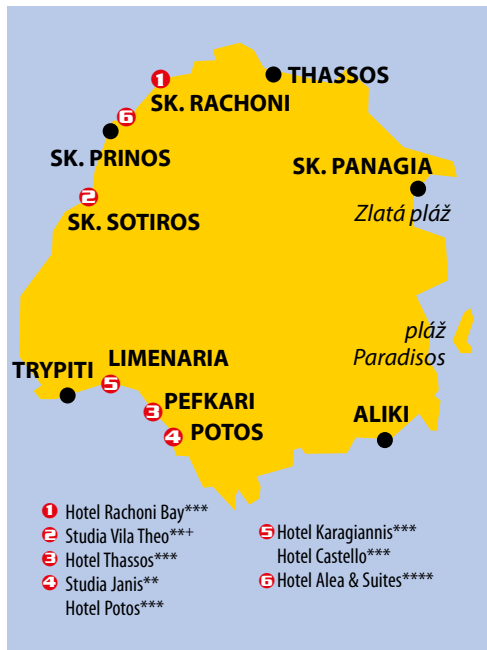 THASSOS
1
SK. RACHONI
6
SK. PRINOS
SK. PANAGIA
2
Zlatá pláž
SK. SOTIROS
pláž
Paradisos
LIMENARIA
TRYPITI
5
PEFKARI
3
ALIKI
4 POTOS
1 Hotel Rachoni Bay***
2 Studia Vila Theo**+
3 Hotel Thassos***
4 Studia Janis**
Hotel Potos***
5 Hotel Karagiannis***
Hotel Castello***
6 Hotel Alea & Suites****